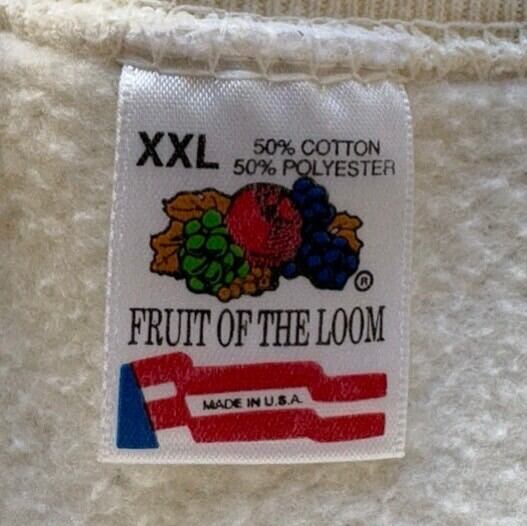 XXL
50% COTTON
50% POLYESTER
®
FRUIT OF THE LOOM
MADE IN U.S.A.